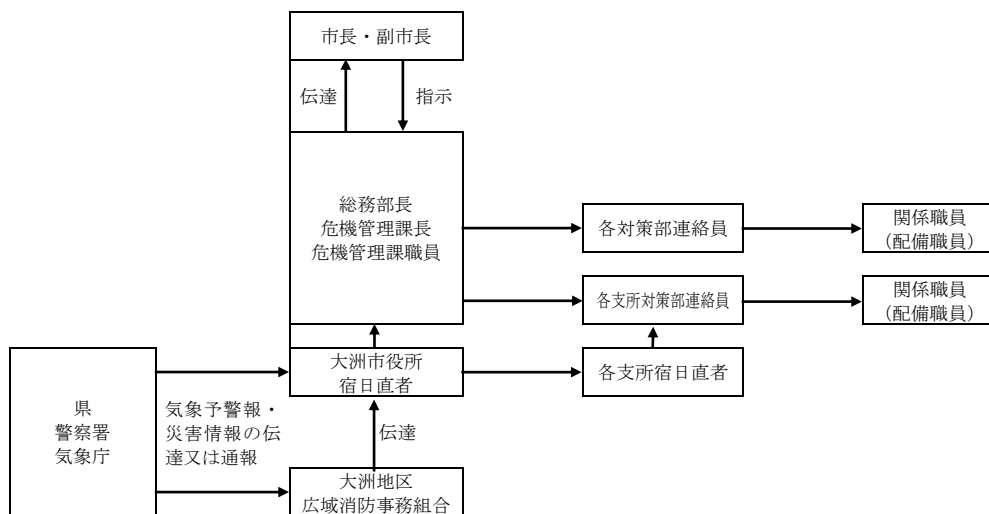 市長・副市長
伝達
指示
総務部長
危機管理課長
危機管理課職員
各対策部連絡員
関係職員
(配備職員)
各支所対策部連絡員
関係職員
(配備職員)
大洲市役所
宿日直者
各支所宿日直者
県
警察署
気象庁
気象予警報・
災害情報の伝
達又は通報
伝達
大洲地区
広域消防事務組合